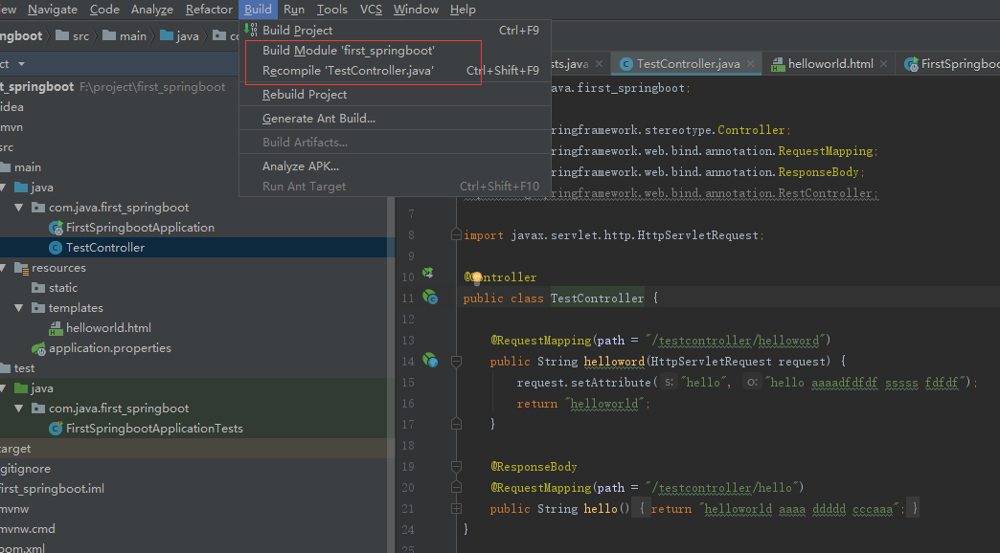 ew Navigate Code Analyze Refactor Build Run Tools VCS Window Help
ngboot src main java co
ct
t_springboot F:\project\first_springboot
idea
mvn
src
main
java
com.java.first_springboot
FirstSpringbootApplication
TestController
resources
static
templates
helloworld.html
application.properties
test
java
com.java.first_springboot
FirstSpringbootApplicationTests
target
gitignore
first_springboot.iml
mvnw
mvnw.cmd
pom.xml
Build Project Ctrl+F9
Build Module 'first_springboot'
Recompile 'TestController.java' Ctrl+Shift+F9
Rebuild Project
Generate Ant Build...
Build Artifacts...
Analyze APK...
Run Ant Target Ctrl+Shift+F10
sts.java TestController.java helloworld.html FirstSpringboo
ava.first_springboot;
ringframework.stereotype.Controller;
ringframework.web.bind.annotation.RequestMapping;
ringframework.web.bind.annotation.ResponseBody;
ringframework.web.bind.annotation.RestController;
7
8 import javax.servlet.http.HttpServletRequest;
9
10 @Controller
11 public class TestController {
12
13 @RequestMapping(path = "/testcontroller/helloword")
14 public String helloword(HttpServletRequest request) {
15 request.setAttribute( s: "hello", o: "hello aaaadfdfdf sssss fdfdf");
16 return "helloworld";
17 }
18
19 @ResponseBody
20 @RequestMapping(path = "/testcontroller/hello")
21 public String hello() { return "helloworld aaaa ddddd cccaaa"; }
24 }
25